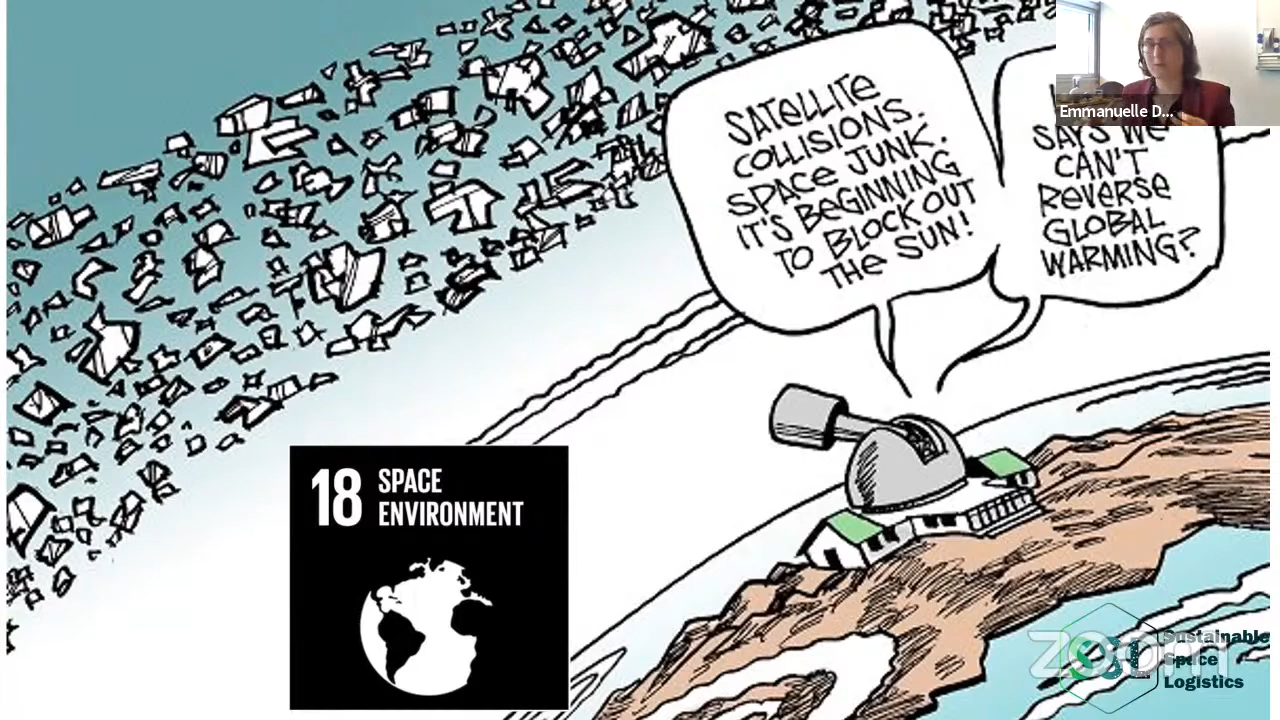 SATELLITE
COLLISIONS.
SPACE JUNK.
IT'S BEGINNING
TO BLOCK OUT
THE SUN!
SAYS WE
CAN'T
REVERSE
GLOBAL
WARMING?
Emmanuelle D...
18 SPACE
ENVIRONMENT
zoom
Sustainable
Space
Logistics